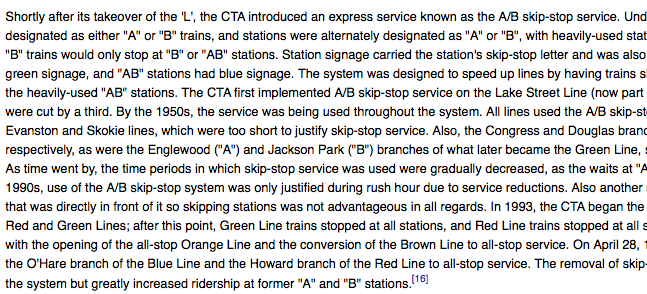 Shortly after its takeover of the 'L', the CTA introduced an express service known as the A/B skip-stop service. Und
designated as either "A" or "B" trains, and stations were alternately designated as "A" or "B", with heavily-used stat
"B" trains would only stop at "B" or "AB" stations. Station signage carried the station's skip-stop letter and was also
green signage, and "AB" stations had blue signage. The system was designed to speed up lines by having trains s
the heavily-used "AB" stations. The CTA first implemented A/B skip-stop service on the Lake Street Line (now part
were cut by a third. By the 1950s, the service was being used throughout the system. All lines used the A/B skip-st
Evanston and Skokie lines, which were too short to justify skip-stop service. Also, the Congress and Douglas branc
respectively, as were the Englewood ("A") and Jackson Park ("B") branches of what later became the Green Line, s
As time went by, the time periods in which skip-stop service was used were gradually decreased, as the waits at "A
1990s, use of the A/B skip-stop system was only justified during rush hour due to service reductions. Also another
that was directly in front of it so skipping stations was not advantageous in all regards. In 1993, the CTA began the
Red and Green Lines; after this point, Green Line trains stopped at all stations, and Red Line trains stopped at all s
with the opening of the all-stop Orange Line and the conversion of the Brown Line to all-stop service. On April 28, 1
the O'Hare branch of the Blue Line and the Howard branch of the Red Line to all-stop service. The removal of skip-
the system but greatly increased ridership at former "A" and "B" stations.[16]